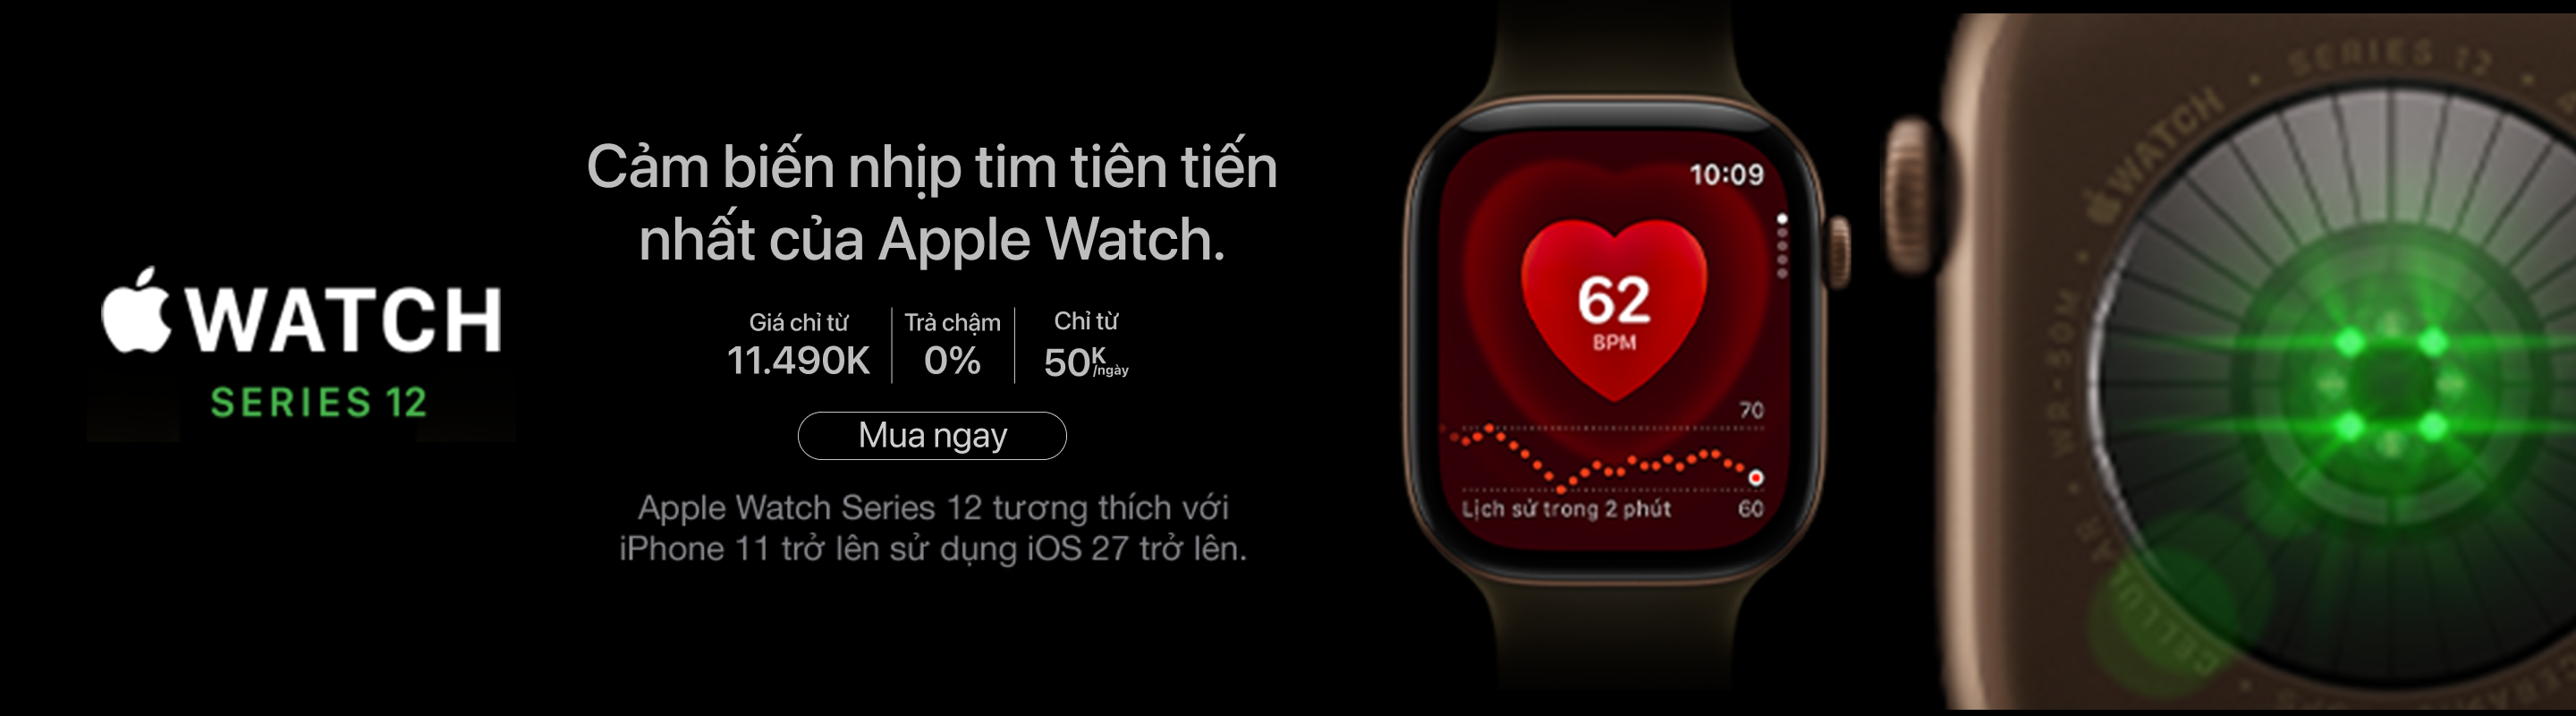 WATCH
SERIES 12
Cảm biến nhịp tim tiên tiến
nhất của Apple Watch.
Giá chỉ từ
11.490K
Trả chậm
0%
Chỉ từ
50K/ngày
Mua ngay
Apple Watch Series 12 tương thích với
iPhone 11 trở lên sử dụng iOS 27 trở lên.
10:09
62
BPM
70
Lịch sử trong 2 phút
60
WATCH • SERIES 12 •
WR-50M
CELLULAR